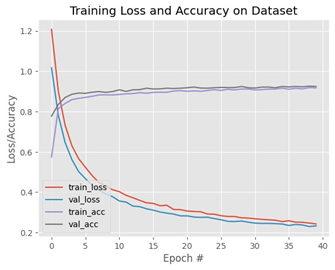 Training Loss and Accuracy on Dataset
1.2
1.0
0.8
0.6
0.4
0.2
Loss/Accuracy
train_loss
val_loss
train_acc
val_acc
0 5 10 15 20 25 30 35 40
Epoch #